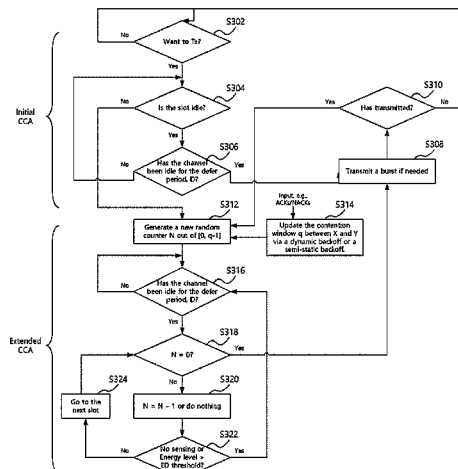 S302
No
Want to Tx?
Yes
S304
S310
No
Is the slot idle?
Yes
Has transmitted?
No
Initial
CCA
Yes
S306
S308
No
Has the channel
been idle for the defer
period, D?
Yes
Transmit a burst if needed
S312
Input, e.g.,
ACKs/NACKs
S314
Generate a new random
counter N out of [0, q-1]
Update the contention
window q between X and Y
via a dynamic backoff or a
semi-static backoff.
S316
No
Has the channel
been idle for the defer
period, D?
Extended
CCA
Yes
S318
N = 0?
Yes
S324
No
S320
Go to the
next slot
N = N - 1 or do nothing
S322
No
No sensing or
Energy level >
ED threshold?
Yes